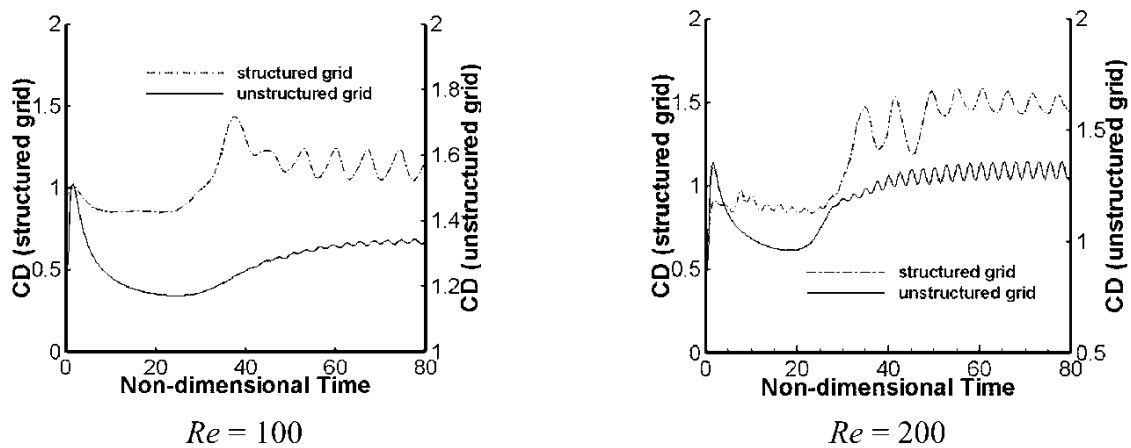 2
1.5
1
0.5
0
CD (structured grid)
structured grid
unstructured grid
2
1.8
1.6
1.4
1.2
1
CD (unstructured grid)
0 20 40 60 80
Non-dimensional Time
Re = 100
2
1.5
1
0.5
0
CD (structured grid)
structured grid
unstructured grid
2
1.5
1
0.5
CD (unstructured grid)
0 20 40 60 80
Non-dimensional Time
Re = 200